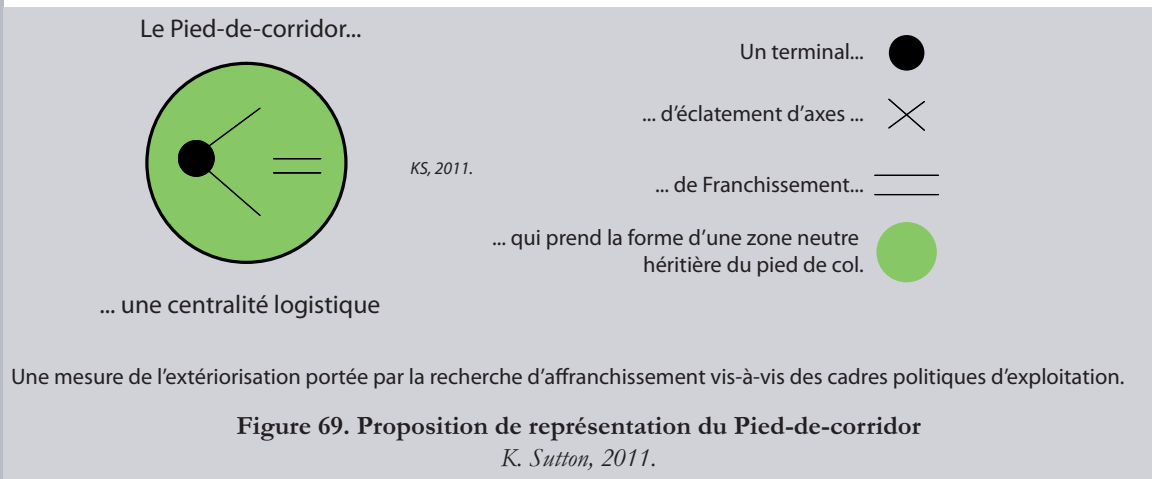 Le Pied-de-corridor...
KS, 2011.
... une centralité logistique
Un terminal...
... d'éclatement d'axes ...
... de Franchissement...
... qui prend la forme d'une zone neutre
héritière du pied de col.
Une mesure de l'extériorisation portée par la recherche d'affranchissement vis-à-vis des cadres politiques d'exploitation.
Figure 69. Proposition de représentation du Pied-de-corridor
K. Sutton, 2011.